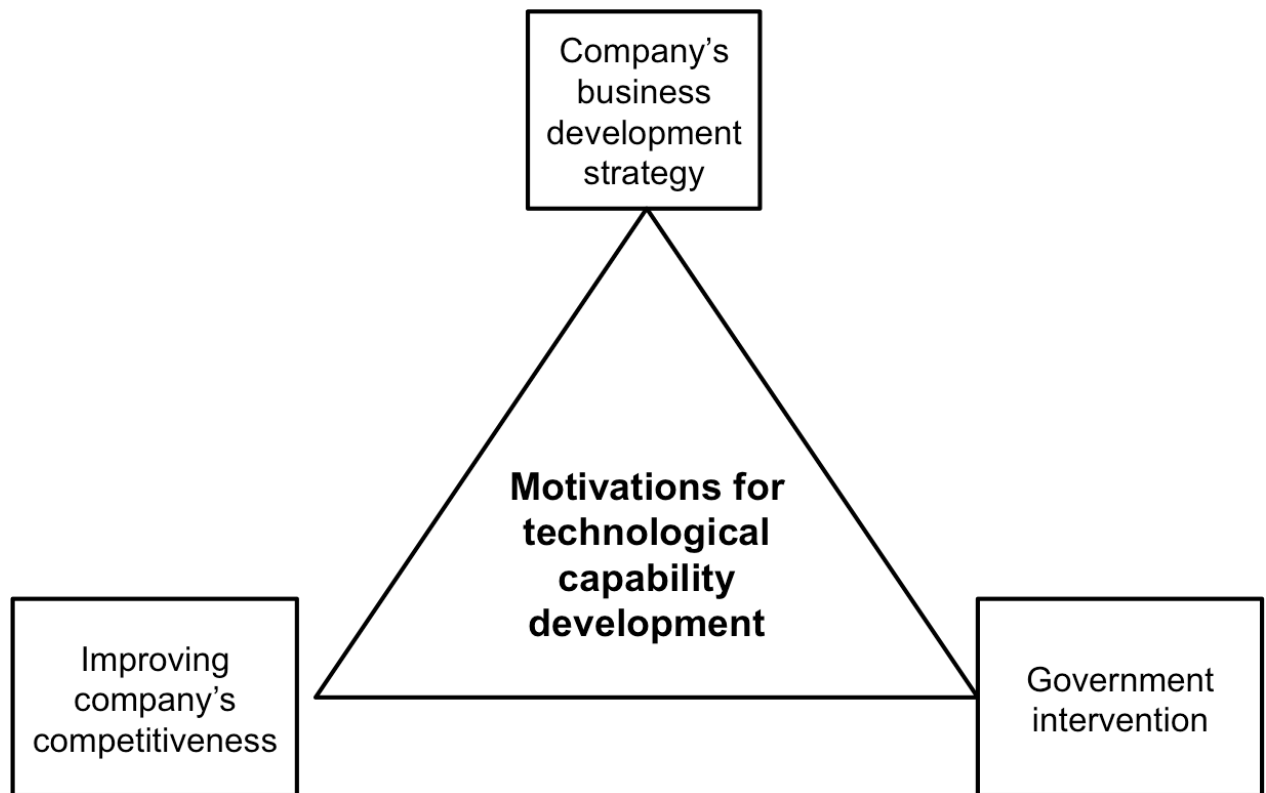 Company’s
business
development
strategy
Motivations for
technological
capability
development
Improving
company’s
competitiveness
Government
intervention